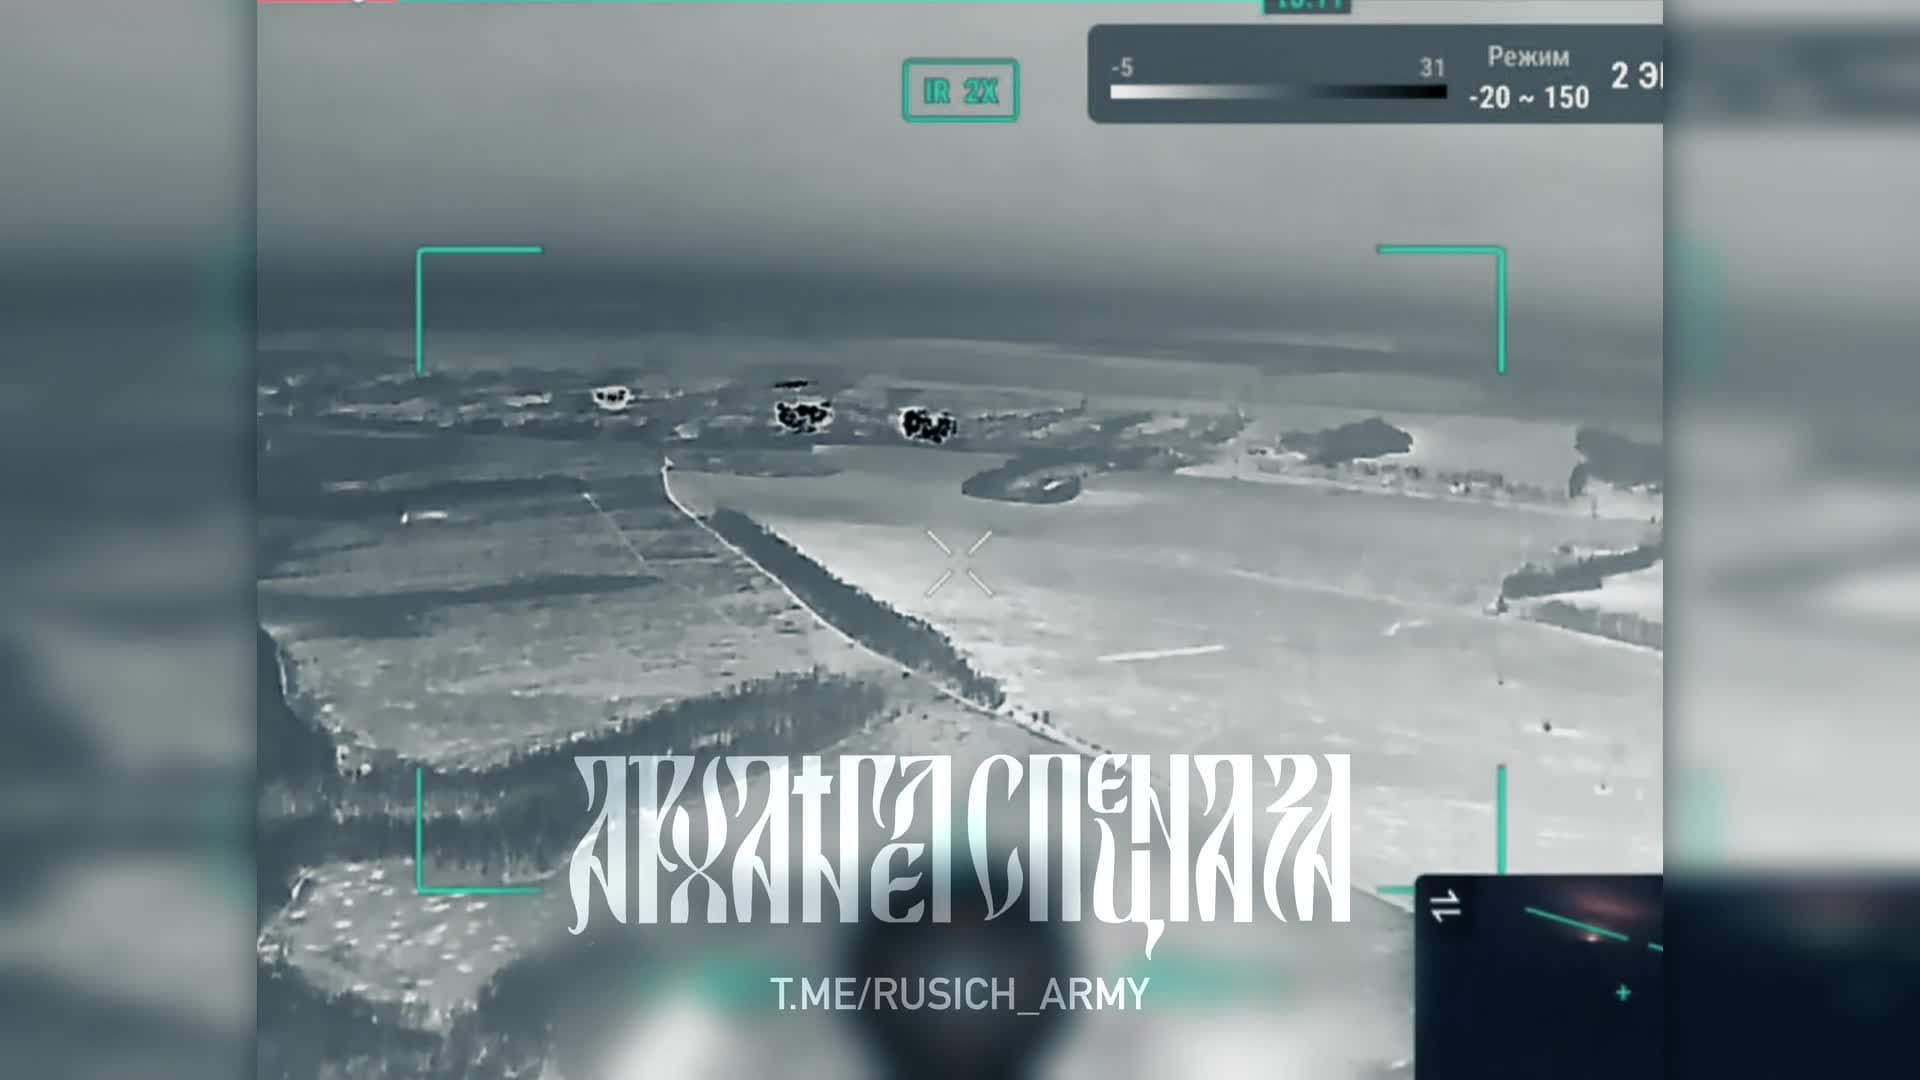 IR 2X
-5 31
Режим
-20 ~ 150
АРХАНГЕЛ СПЕЦНАЗА
T.ME/RUSICH_ARMY